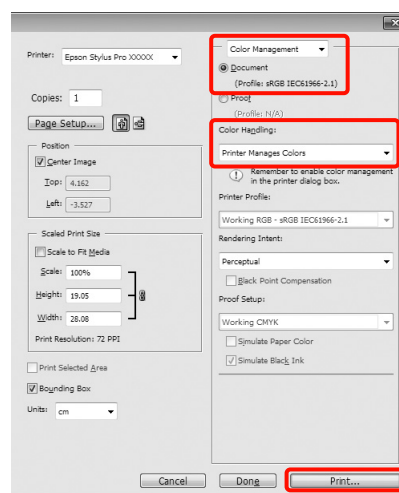 Printer: Epson Stylus Pro XXXXX
Copies: 1
Page Setup...
Position
Center Image
Top: 4.162
Left: -3.527
Scaled Print Size
Scale to Fit Media
Scale: 100%
Height: 19.05
Width: 28.08
Print Resolution: 72 PPI
Print Selected Area
Bounding Box
Units: cm
Color Management
Document
(Profile: sRGB IEC61966-2.1)
Proof
(Profile: N/A)
Color Handling:
Printer Manages Colors
Remember to enable color management
in the printer dialog box.
Printer Profile:
Working RGB - sRGB IEC61966-2.1
Rendering Intent:
Perceptual
Black Point Compensation
Proof Setup:
Working CMYK
Simulate Paper Color
Simulate Black Ink
Cancel
Done
Print...